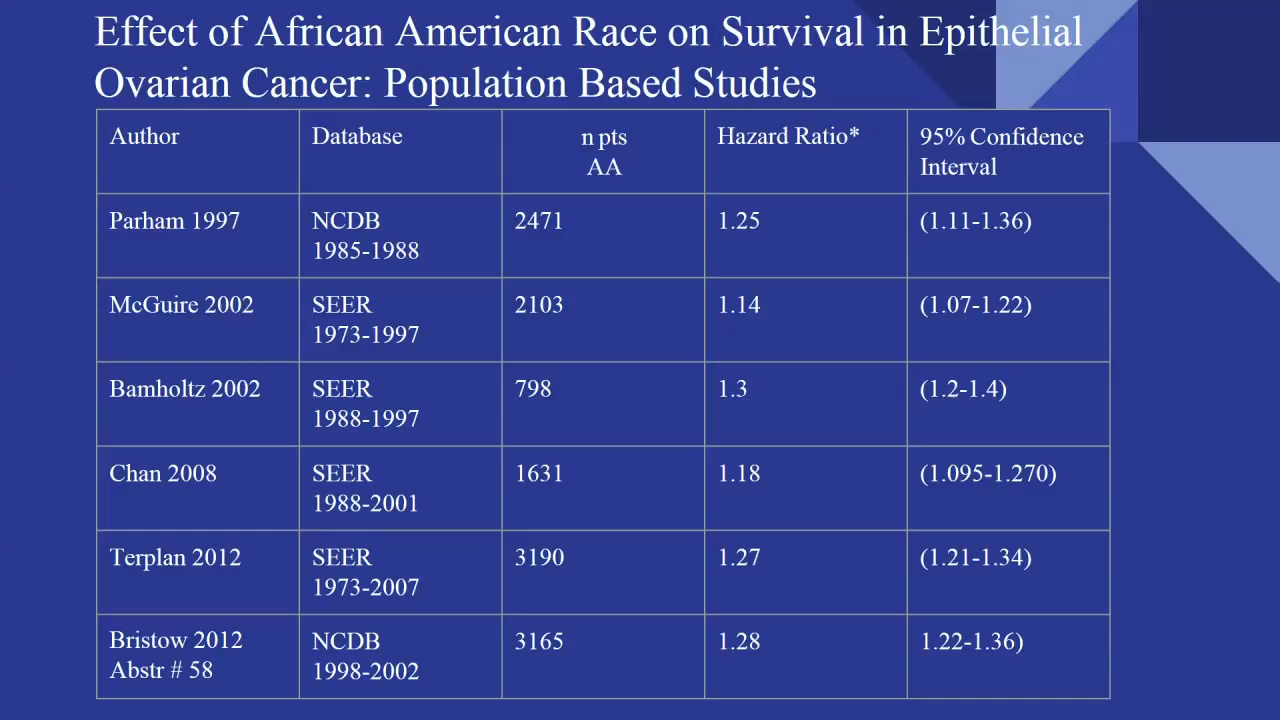 Effect of African American Race on Survival in Epithelial
Ovarian Cancer: Population Based Studies
Author Database n pts AA Hazard Ratio* 95% Confidence Interval
Parham 1997 NCDB 1985-1988 2471 1.25 (1.11-1.36)
McGuire 2002 SEER 1973-1997 2103 1.14 (1.07-1.22)
Bamholtz 2002 SEER 1988-1997 798 1.3 (1.2-1.4)
Chan 2008 SEER 1988-2001 1631 1.18 (1.095-1.270)
Terplan 2012 SEER 1973-2007 3190 1.27 (1.21-1.34)
Bristow 2012 Abstr # 58 NCDB 1998-2002 3165 1.28 1.22-1.36)